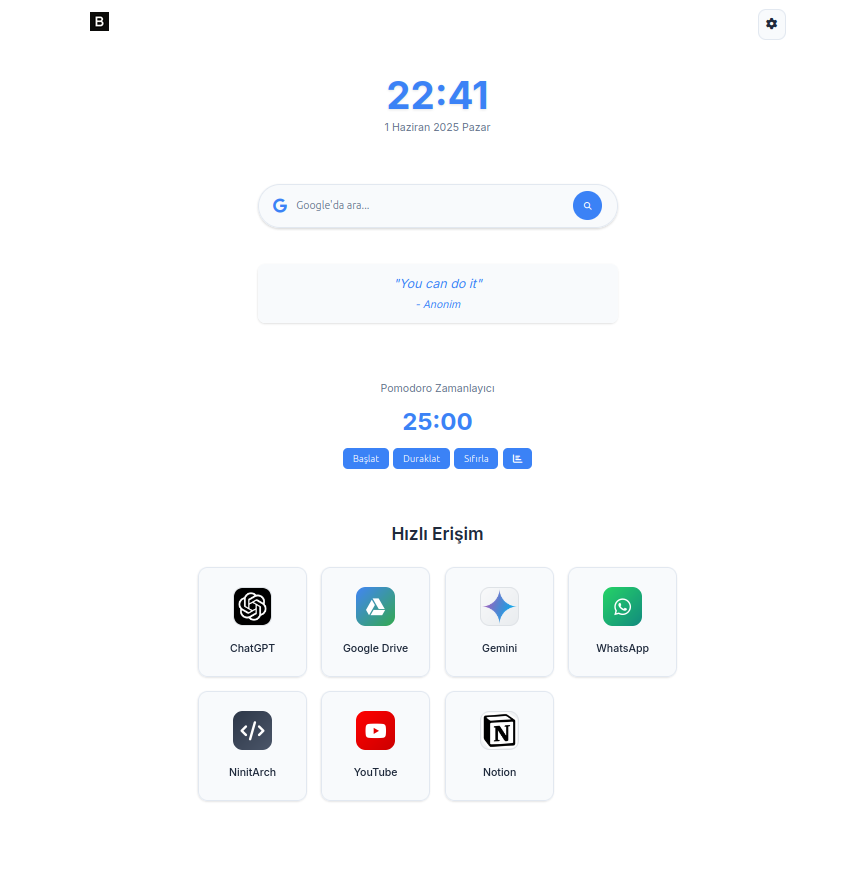 B
22:41
1 Haziran 2025 Pazar
Google'da ara...
"You can do it"
- Anonim
Pomodoro Zamanlayıcı
25:00
Başlat Duraklat Sıfırla
Hızlı Erişim
ChatGPT Google Drive Gemini WhatsApp
N
NinitArch YouTube Notion